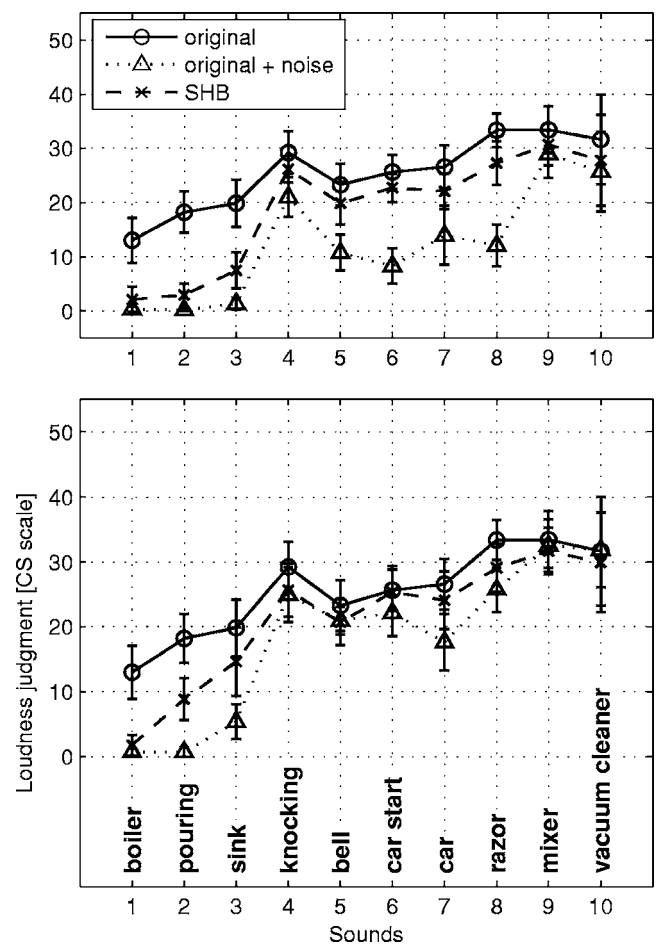 50
40
30
20
10
0
original
original + noise
SHB
1 2 3 4 5 6 7 8 9 10
Loudness judgment [CS scale]
50
40
30
20
10
0
boiler
pouring
sink
knocking
bell
car start
car
razor
mixer
vacuum cleaner
1 2 3 4 5 6 7 8 9 10
Sounds